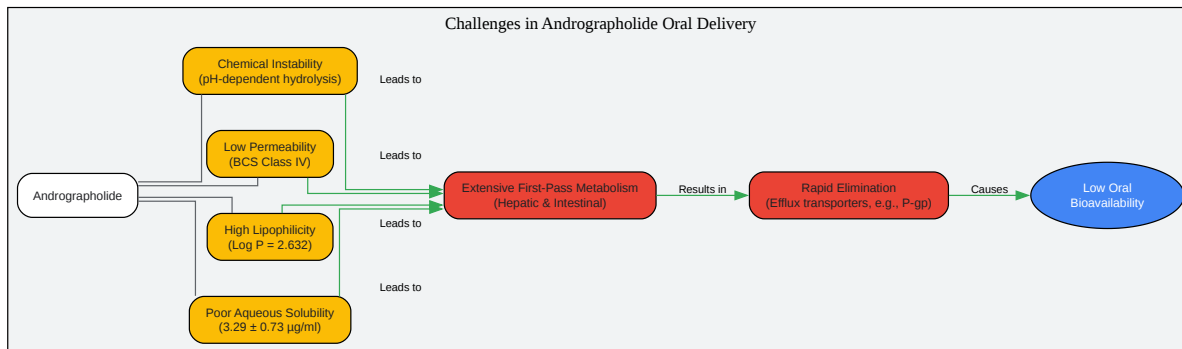 Challenges in Andrographolide Oral Delivery
Chemical Instability
(pH-dependent hydrolysis)
Leads to
Low Permeability
(BCS Class IV)
Leads to
Andrographolide
Extensive First-Pass Metabolism
(Hepatic & Intestinal)
Results in
Rapid Elimination
(Efflux transporters, e.g., P-gp)
Causes
Low Oral
Bioavailability
High Lipophilicity
(Log P = 2.632)
Leads to
Poor Aqueous Solubility
(3.29 ± 0.73 µg/ml)
Leads to